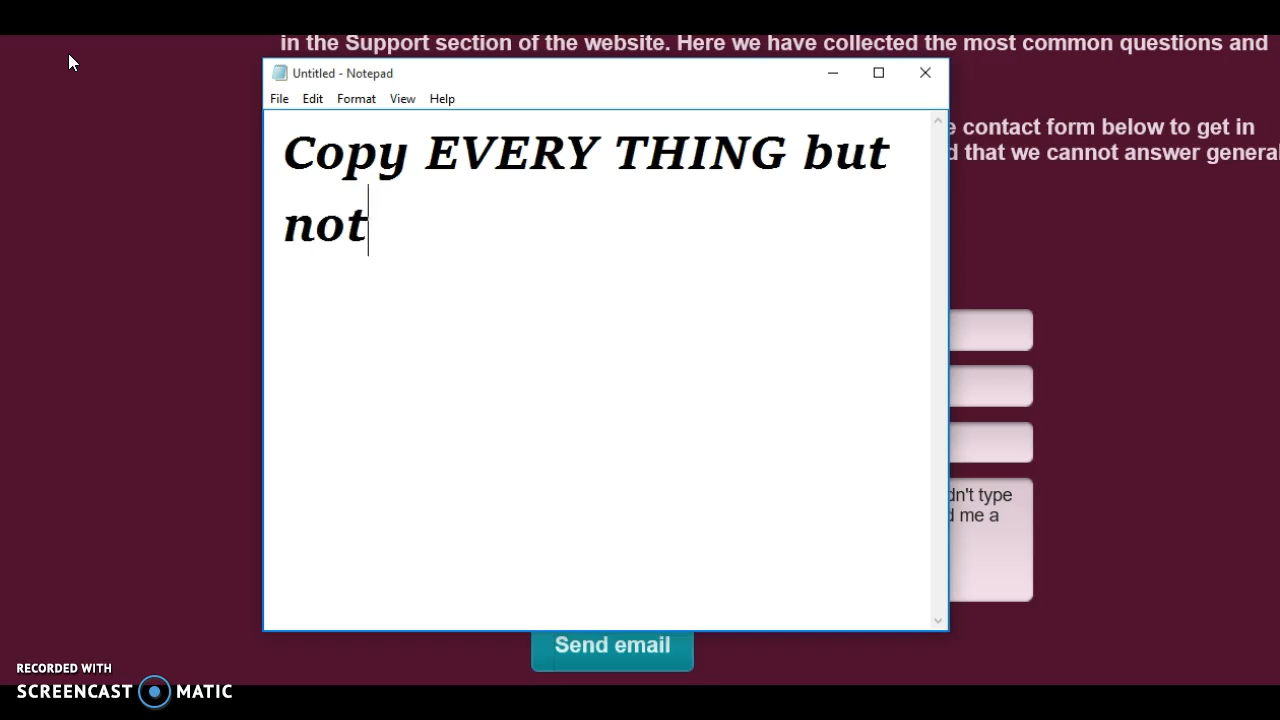 in the Support section of the website. Here we have collected the most common questions and
Untitled - Notepad
File Edit Format View Help
contact form below to get in
that we cannot answer general
Copy EVERY THING but
not
type
me a
Send email
RECORDED WITH
SCREENCAST MATIC